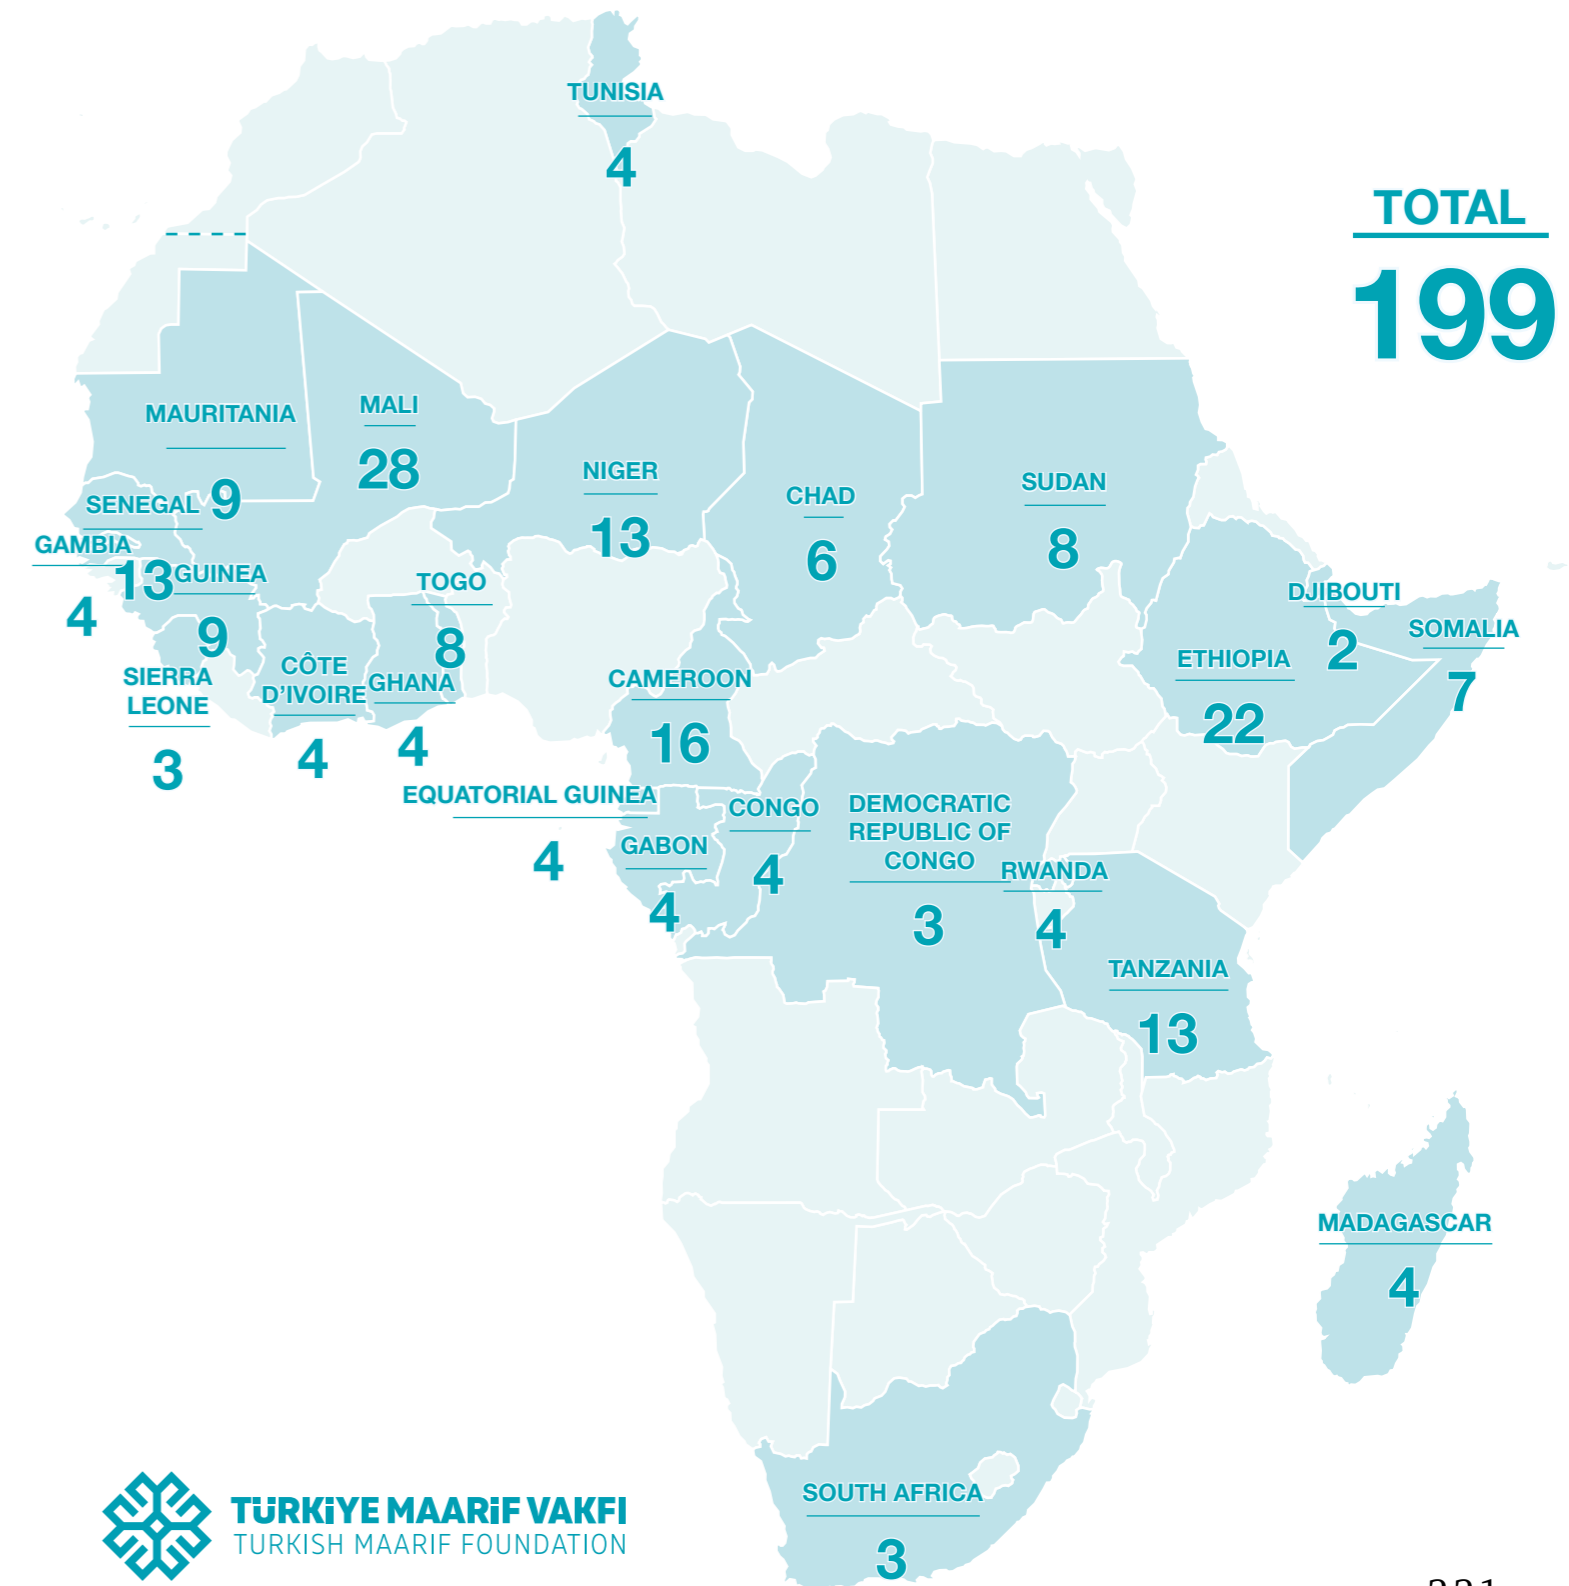 TUNISIA
4
TOTAL
199
MAURITANIA
9
MALI
28
NIGER
13
CHAD
6
SUDAN
8
SENEGAL
13
GAMBIA
4
GUINEA
9
TOGO
8
DJIBOUTI
2
SOMALIA
7
ETHIOPIA
22
SIERRA
LEONE
3
CÔTE
D'IVOIRE
4
GHANA
4
CAMEROON
16
EQUATORIAL GUINEA
4
GABON
4
CONGO
4
DEMOCRATIC
REPUBLIC OF
CONGO
3
RWANDA
4
TANZANIA
13
MADAGASCAR
4
SOUTH AFRICA
3
TÜRKİYE MAARİF VAKFI
TURKISH MAARIF FOUNDATION